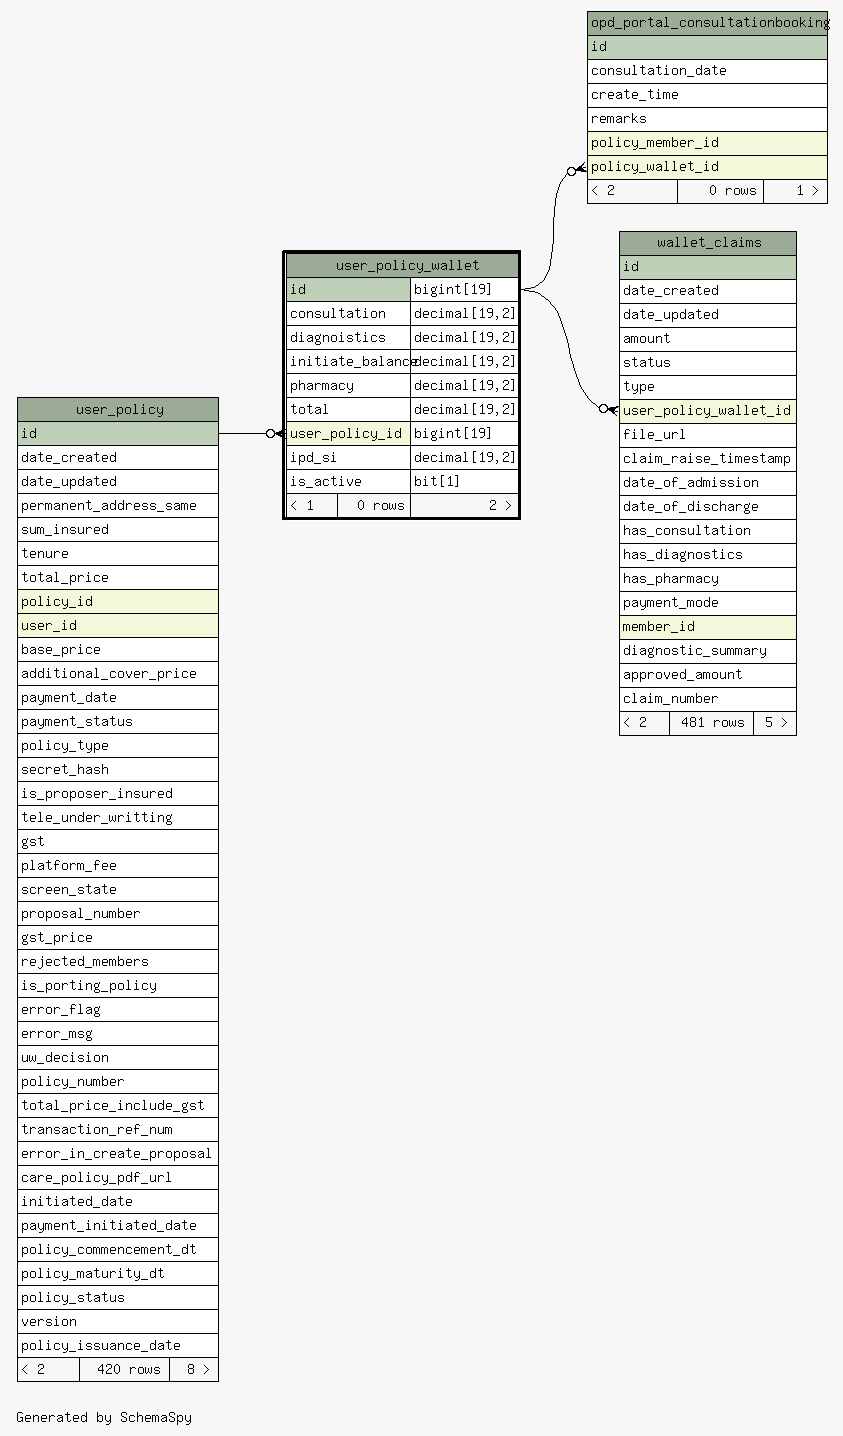 opd_portal_consultationbooking
id
consultation_date
create_time
remarks
policy_member_id
policy_wallet_id
< 2 0 rows 1 >
wallet_claims
id
date_created
date_updated
amount
status
type
user_policy_wallet_id
file_url
claim_raise_timestamp
date_of_admission
date_of_discharge
has_consultation
has_diagnostics
has_pharmacy
payment_mode
member_id
diagnostic_summary
approved_amount
claim_number
< 2 481 rows 5 >
user_policy_wallet
id bigint[19]
consultation decimal[19,2]
diagnoistics decimal[19,2]
initiate_balance decimal[19,2]
pharmacy decimal[19,2]
total decimal[19,2]
user_policy_id bigint[19]
ipd_si decimal[19,2]
is_active bit[1]
< 1 0 rows 2 >
user_policy
id
date_created
date_updated
permanent_address_same
sum_insured
tenure
total_price
policy_id
user_id
base_price
additional_cover_price
payment_date
payment_status
policy_type
secret_hash
is_proposer_insured
tele_under_writting
gst
platform_fee
screen_state
proposal_number
gst_price
rejected_members
is_porting_policy
error_flag
error_msg
uw_decision
policy_number
total_price_include_gst
transaction_ref_num
error_in_create_proposal
care_policy_pdf_url
initiated_date
payment_initiated_date
policy_commencement_dt
policy_maturity_dt
policy_status
version
policy_issuance_date
< 2 420 rows 8 >
Generated by SchemaSpy